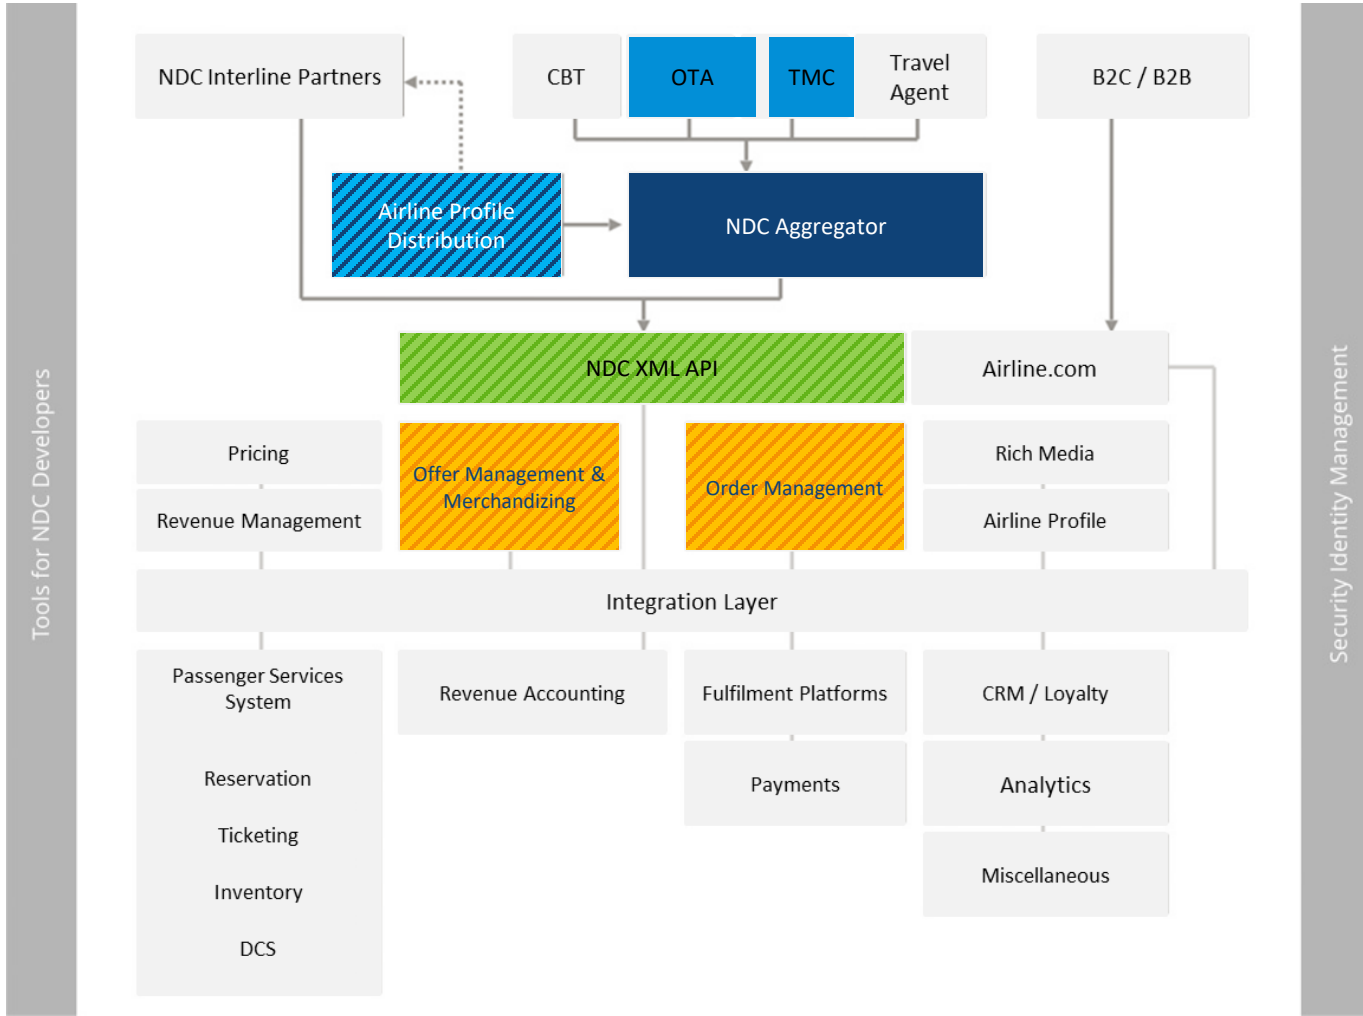 NDC Interline Partners
CBT
OTA
TMC
Travel
Agent
B2C / B2B
Airline Profile
Distribution
NDC Aggregator
NDC XML API
Airline.com
Tools for NDC Developers
Security Identity Management
Pricing
Offer Management &
Merchandizing
Order Management
Rich Media
Revenue Management
Airline Profile
Integration Layer
Passenger Services
System
Revenue Accounting
Fulfilment Platforms
CRM / Loyalty
Reservation
Payments
Analytics
Ticketing
Inventory
Miscellaneous
DCS